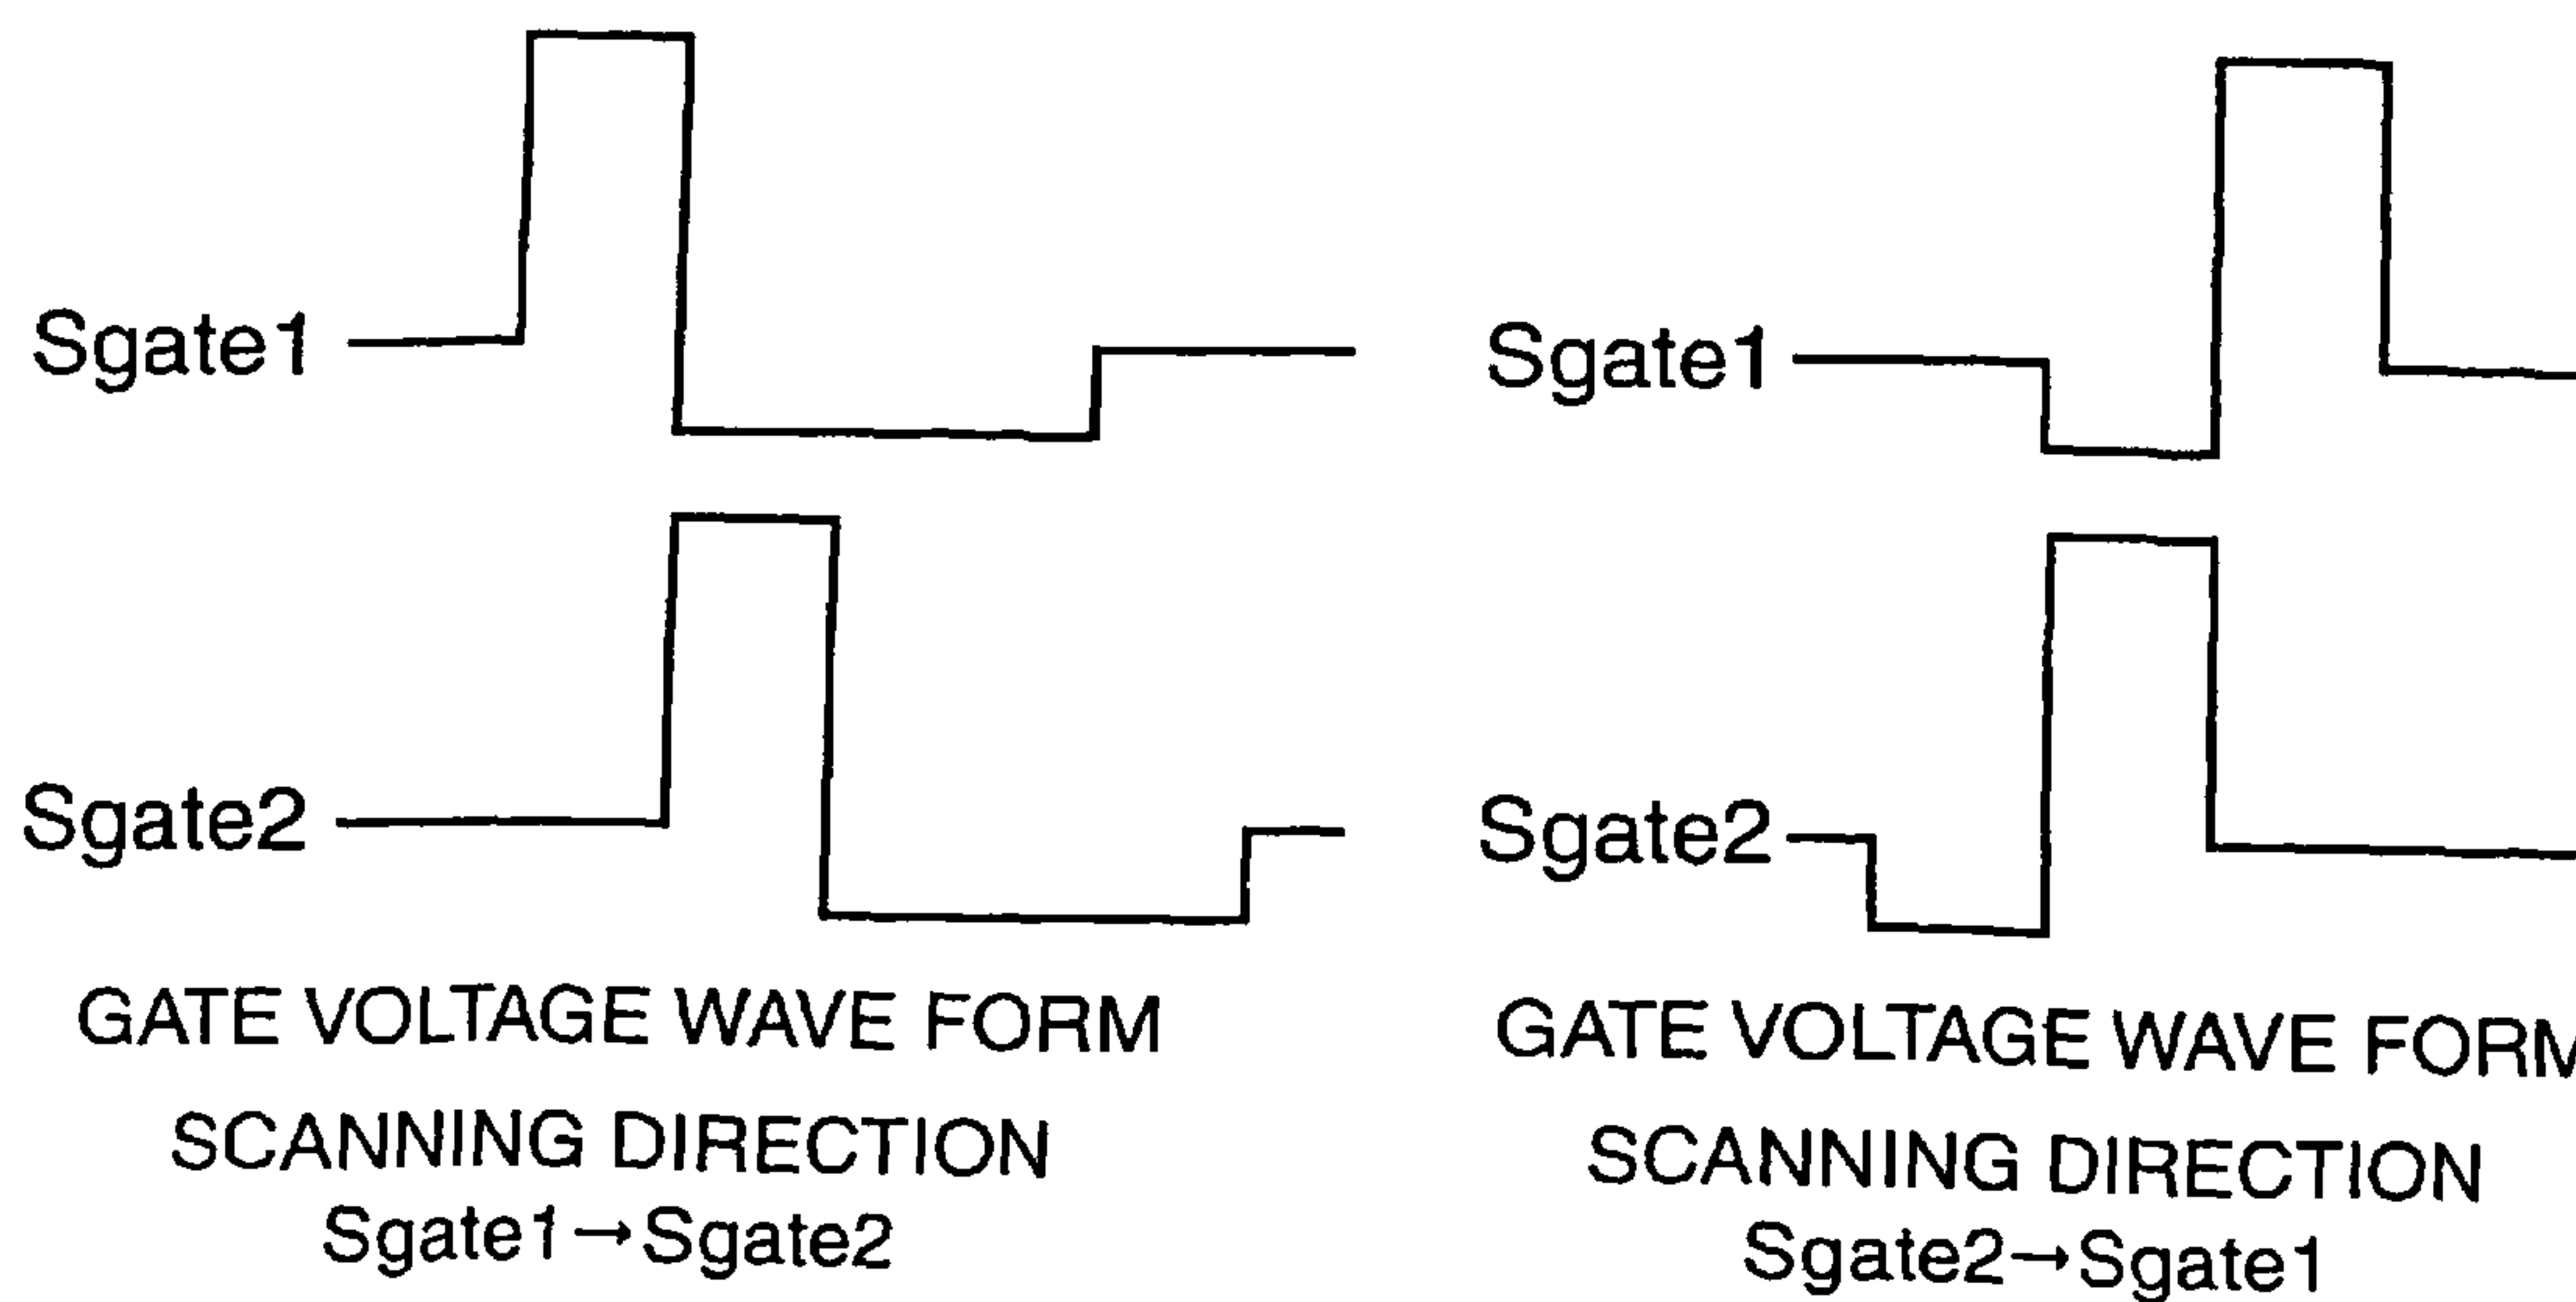 Sgate1
Sgate2
GATE VOLTAGE WAVE FORM
SCANNING DIRECTION
Sgate1→Sgate2
Sgate1
Sgate2
GATE VOLTAGE WAVE FORM
SCANNING DIRECTION
Sgate2→Sgate1